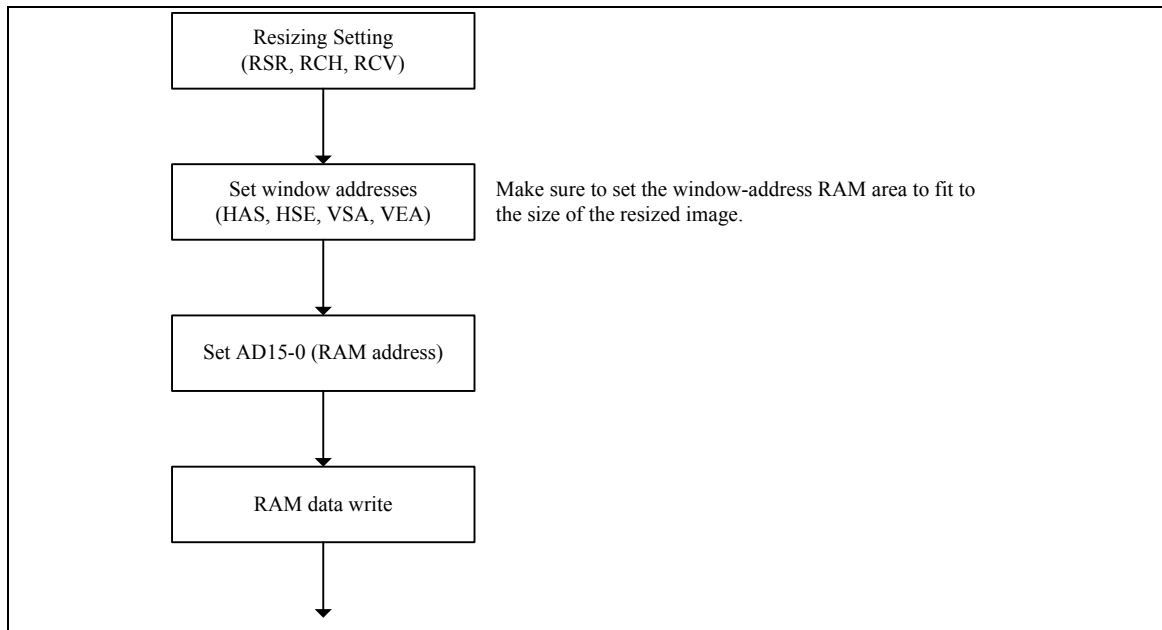 Resizing Setting
(RSR, RCH, RCV)
Set window addresses
(HAS, HSE, VSA, VEA)
Make sure to set the window-address RAM area to fit to
the size of the resized image.
Set AD15-0 (RAM address)
RAM data write